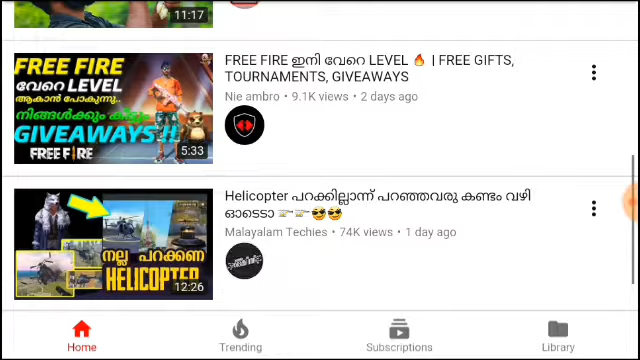 11:17
FREE FIRE
വേറെ LEVEL
ആകാൻ പോകുന്നു..
നിങ്ങൾക്കും കിട്ടും
GIVEAWAYS !!
FREE FIRE
5:33
FREE FIRE ഇനി വേറെ LEVEL 🔥 | FREE GIFTS,
TOURNAMENTS, GIVEAWAYS
Nie ambro • 9.1K views • 2 days ago
നല്ല പറക്കണ
HELICOPTER
12:26
Helicopter പറക്കില്ലാന്ന് പറഞ്ഞവരു കണ്ടം വഴി
ഓടെടാ 🔫🔫😎😎
Malayalam Techies • 74K views • 1 day ago
Home
Trending
Subscriptions
Library